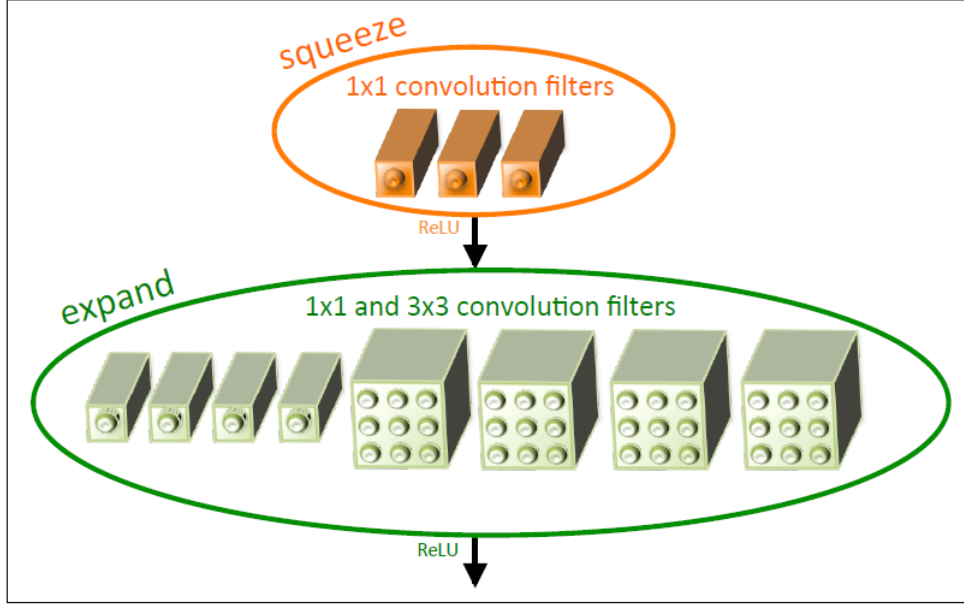 squeeze
1x1 convolution filters
ReLU
expand
1x1 and 3x3 convolution filters
ReLU